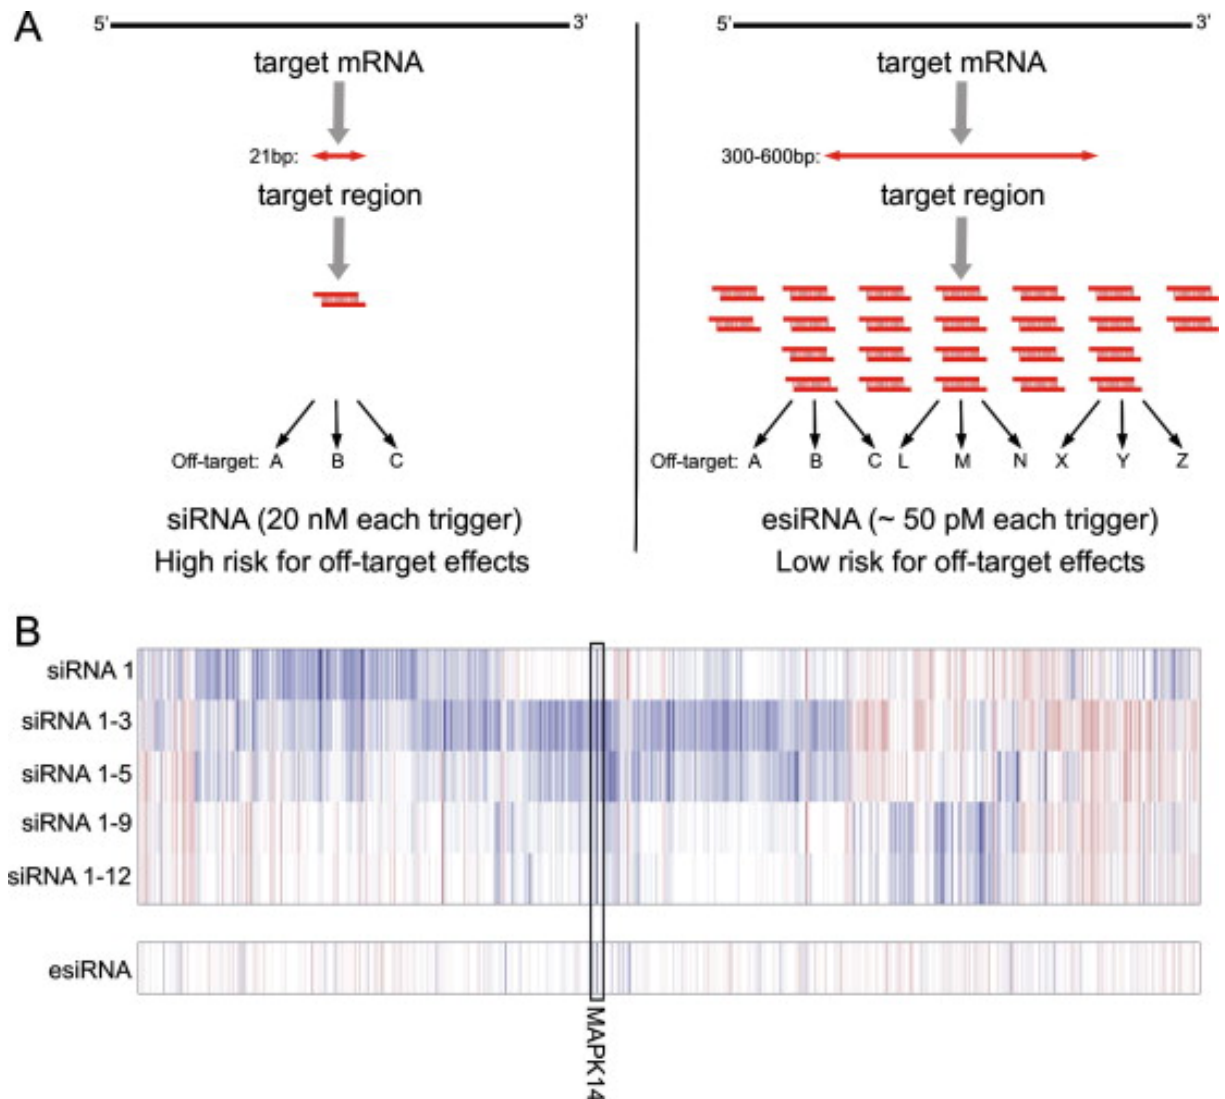 A
5' 3'
target mRNA
21bp:
target region
Off-target: A B C
siRNA (20 nM each trigger)
High risk for off-target effects
5' 3'
target mRNA
300-600bp:
target region
Off-target: A B C L M N X Y Z
esiRNA (~ 50 pM each trigger)
Low risk for off-target effects
B
siRNA 1
siRNA 1-3
siRNA 1-5
siRNA 1-9
siRNA 1-12
esiRNA
MAPK14